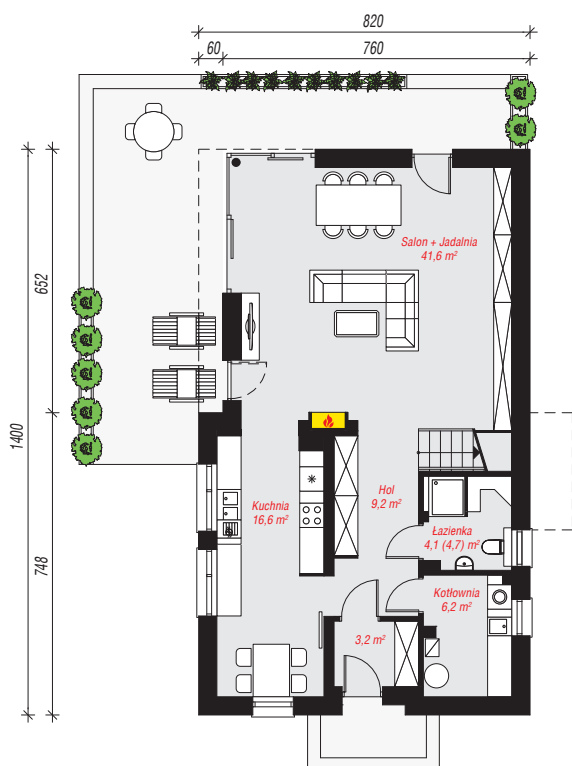 820
60
760
Salon + Jadalnia
41,6 m²
652
1400
Kuchnia
16,6 m²
Hol
9,2 m²
Łazienka
4,1 (4,7) m²
748
Kotłownia
6,2 m²
3,2 m²